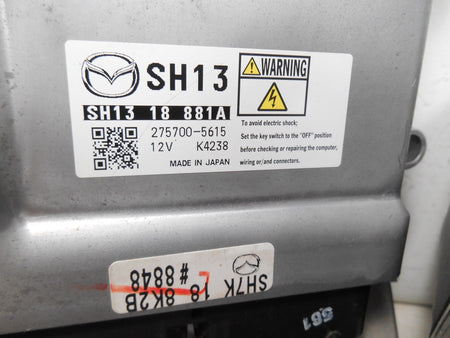 SH13
SH13 18 881A
275700-5615
12V K4238
MADE IN JAPAN
WARNING
To avoid electric shock;
Set the key switch to the "OFF" position
before checking or repairing the computer,
wiring or/and connectors.
SH7K 18 8K2B
#8848
561